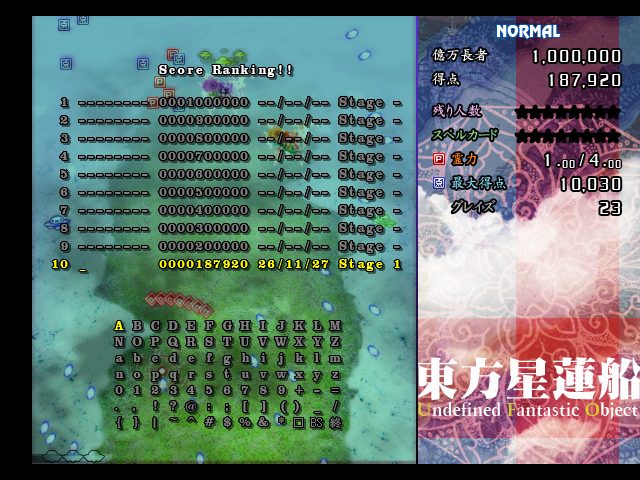 Score Ranking!!
1 -------- 0001000000 --/--/-- Stage -
2 -------- 0000900000 --/--/-- Stage -
3 -------- 0000800000 --/--/-- Stage -
4 -------- 0000700000 --/--/-- Stage -
5 -------- 0000600000 --/--/-- Stage -
6 -------- 0000500000 --/--/-- Stage -
7 -------- 0000400000 --/--/-- Stage -
8 -------- 0000300000 --/--/-- Stage -
9 -------- 0000200000 --/--/-- Stage -
10 _ 0000187920 26/11/27 Stage 1
A B C D E F G H I J K L M
N O P Q R S T U V W X Y Z
a b c d e f g h i j k l m
n o p q r s t u v w x y z
0 1 2 3 4 5 6 7 8 9 + - =
. , ! ? @ : ; [ ] ( ) _ /
{ } | ~ ^ # $ % & * □ BS 終
NORMAL
億万長者 1,000,000
得点 187,920
残り人数 ★★★★★★★★
スペルカード ★★★★★★★★
P 霊力 1.00/4.00
点 最大得点 10,030
グレイズ 23
東方星蓮船
Undefined Fantastic Object